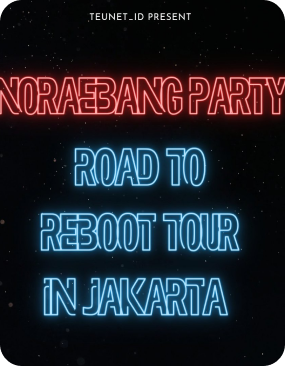 TEUNET_ID PRESENT
NORAEBANG PARTY
ROAD TO
REBOOT TOUR
IN JAKARTA